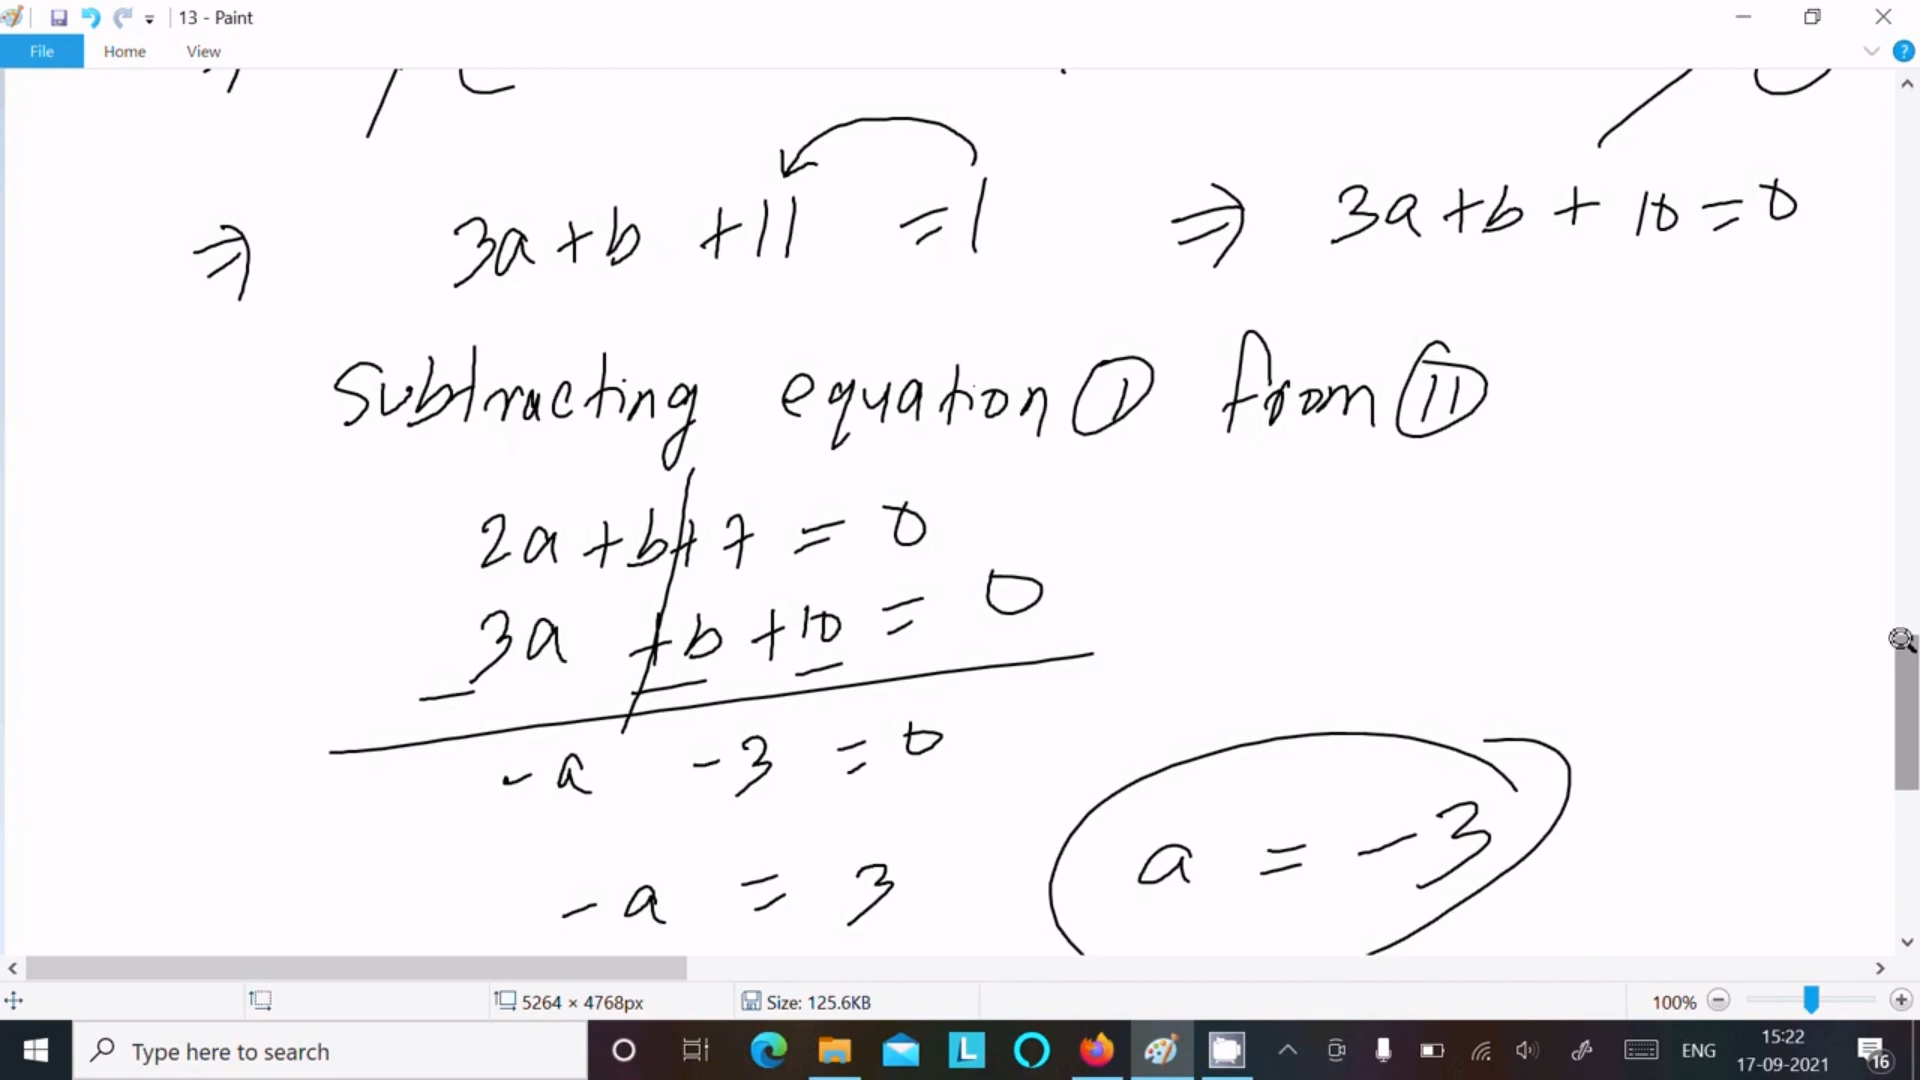 13 - Paint
File Home View
⇒ 3a+b +11 =1 ⇒ 3a+b+10=0
Subtracting equation I from II
2a+b+7 = 0
3a +b +10 = 0
-a -3 = 0
-a = 3
a = -3
5264 × 4768px Size: 125.6KB 100%
Type here to search
ENG 15:22
17-09-2021
16